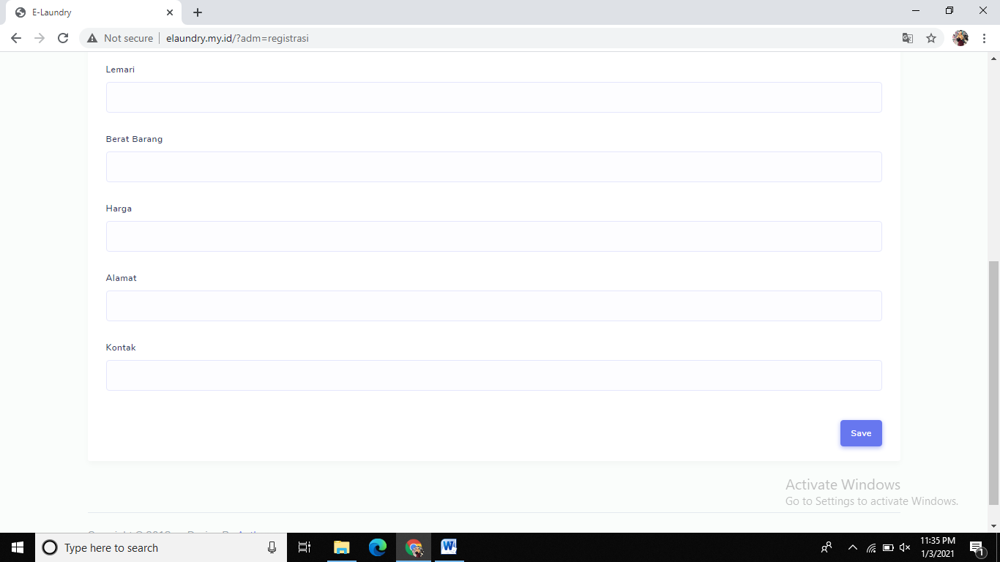 E-Laundry
Not secure
elaundry.my.id/?adm=registrasi
Lemari
Berat Barang
Harga
Alamat
Kontak
Save
Activate Windows
Go to Settings to activate Windows.
Type here to search
11:35 PM
1/3/2021
1